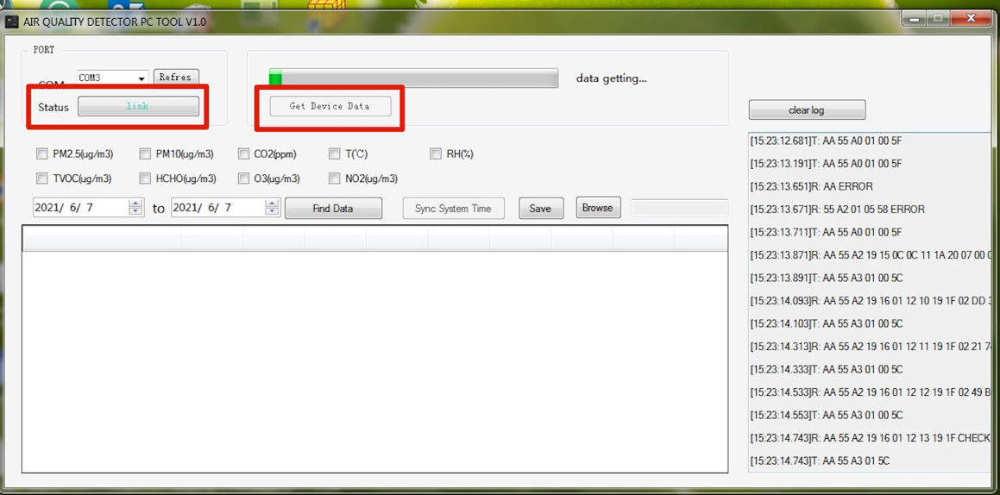 AIR QUALITY DETECTOR PC TOOL V1.0
PORT
COM
COM3
Refres
Status
link
data getting...
Get Device Data
clear log
PM2.5(ug/m3) PM10(ug/m3) CO2(ppm) T(℃) RH(%)
TVOC(ug/m3) HCHO(ug/m3) O3(ug/m3) NO2(ug/m3)
2021/ 6/ 7 to 2021/ 6/ 7 Find Data Sync System Time Save Browse
[15:23:12.681]T: AA 55 A0 01 00 5F
[15:23:13.191]T: AA 55 A0 01 00 5F
[15:23:13.651]R: AA ERROR
[15:23:13.671]R: 55 A2 01 05 58 ERROR
[15:23:13.711]T: AA 55 A0 01 00 5F
[15:23:13.871]R: AA 55 A2 19 15 0C 0C 11 1A 20 07 00
[15:23:13.891]T: AA 55 A3 01 00 5C
[15:23:14.093]R: AA 55 A2 19 16 01 12 10 19 1F 02 DD
[15:23:14.103]T: AA 55 A3 01 00 5C
[15:23:14.313]R: AA 55 A2 19 16 01 12 11 19 1F 02 21
[15:23:14.333]T: AA 55 A3 01 00 5C
[15:23:14.533]R: AA 55 A2 19 16 01 12 12 19 1F 02 49
[15:23:14.553]T: AA 55 A3 01 00 5C
[15:23:14.743]R: AA 55 A2 19 16 01 12 13 19 1F CHECK
[15:23:14.743]T: AA 55 A3 01 5C